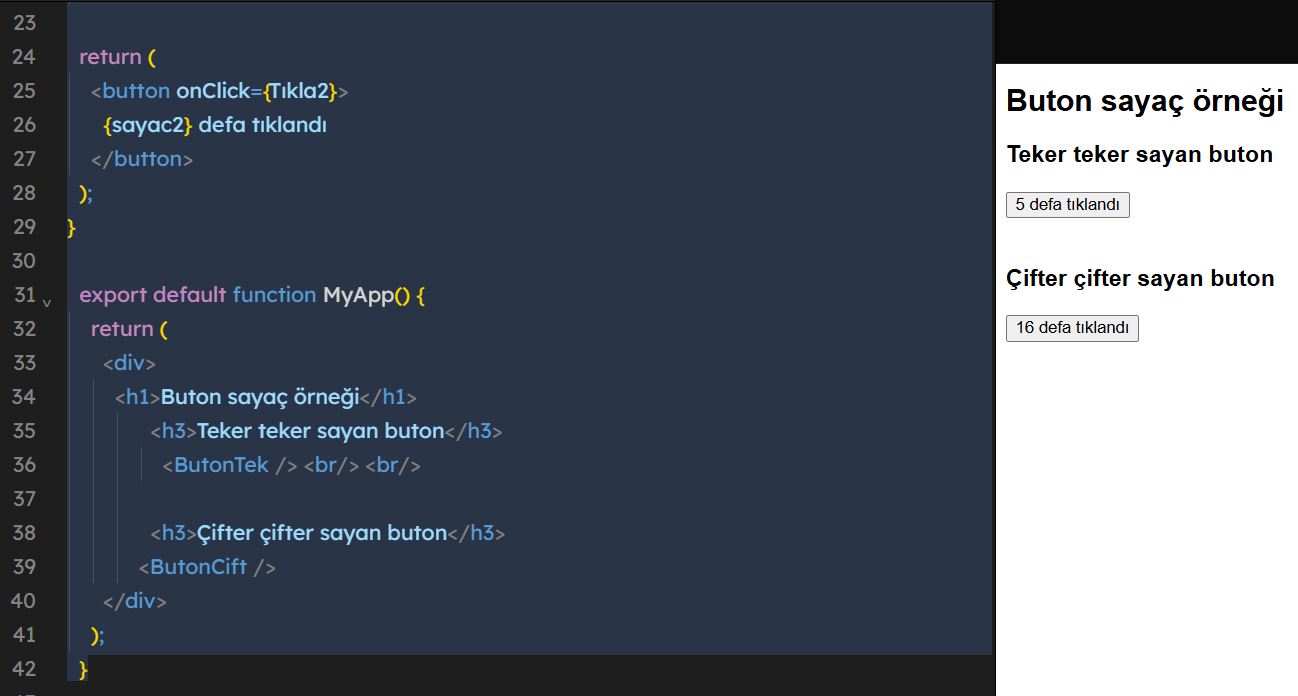 23
24 return (
25 <button onClick={Tıkla2}>
26 {sayac2} defa tıklandı
27 </button>
28 );
29 }
30
31 export default function MyApp() {
32 return (
33 <div>
34 <h1>Buton sayaç örneği</h1>
35 <h3>Teker teker sayan buton</h3>
36 <ButonTek /> <br/> <br/>
37
38 <h3>Çifter çifter sayan buton</h3>
39 <ButonCift />
40 </div>
41 );
42 }
Buton sayaç örneği
Teker teker sayan buton
5 defa tıklandı
Çifter çifter sayan buton
16 defa tıklandı